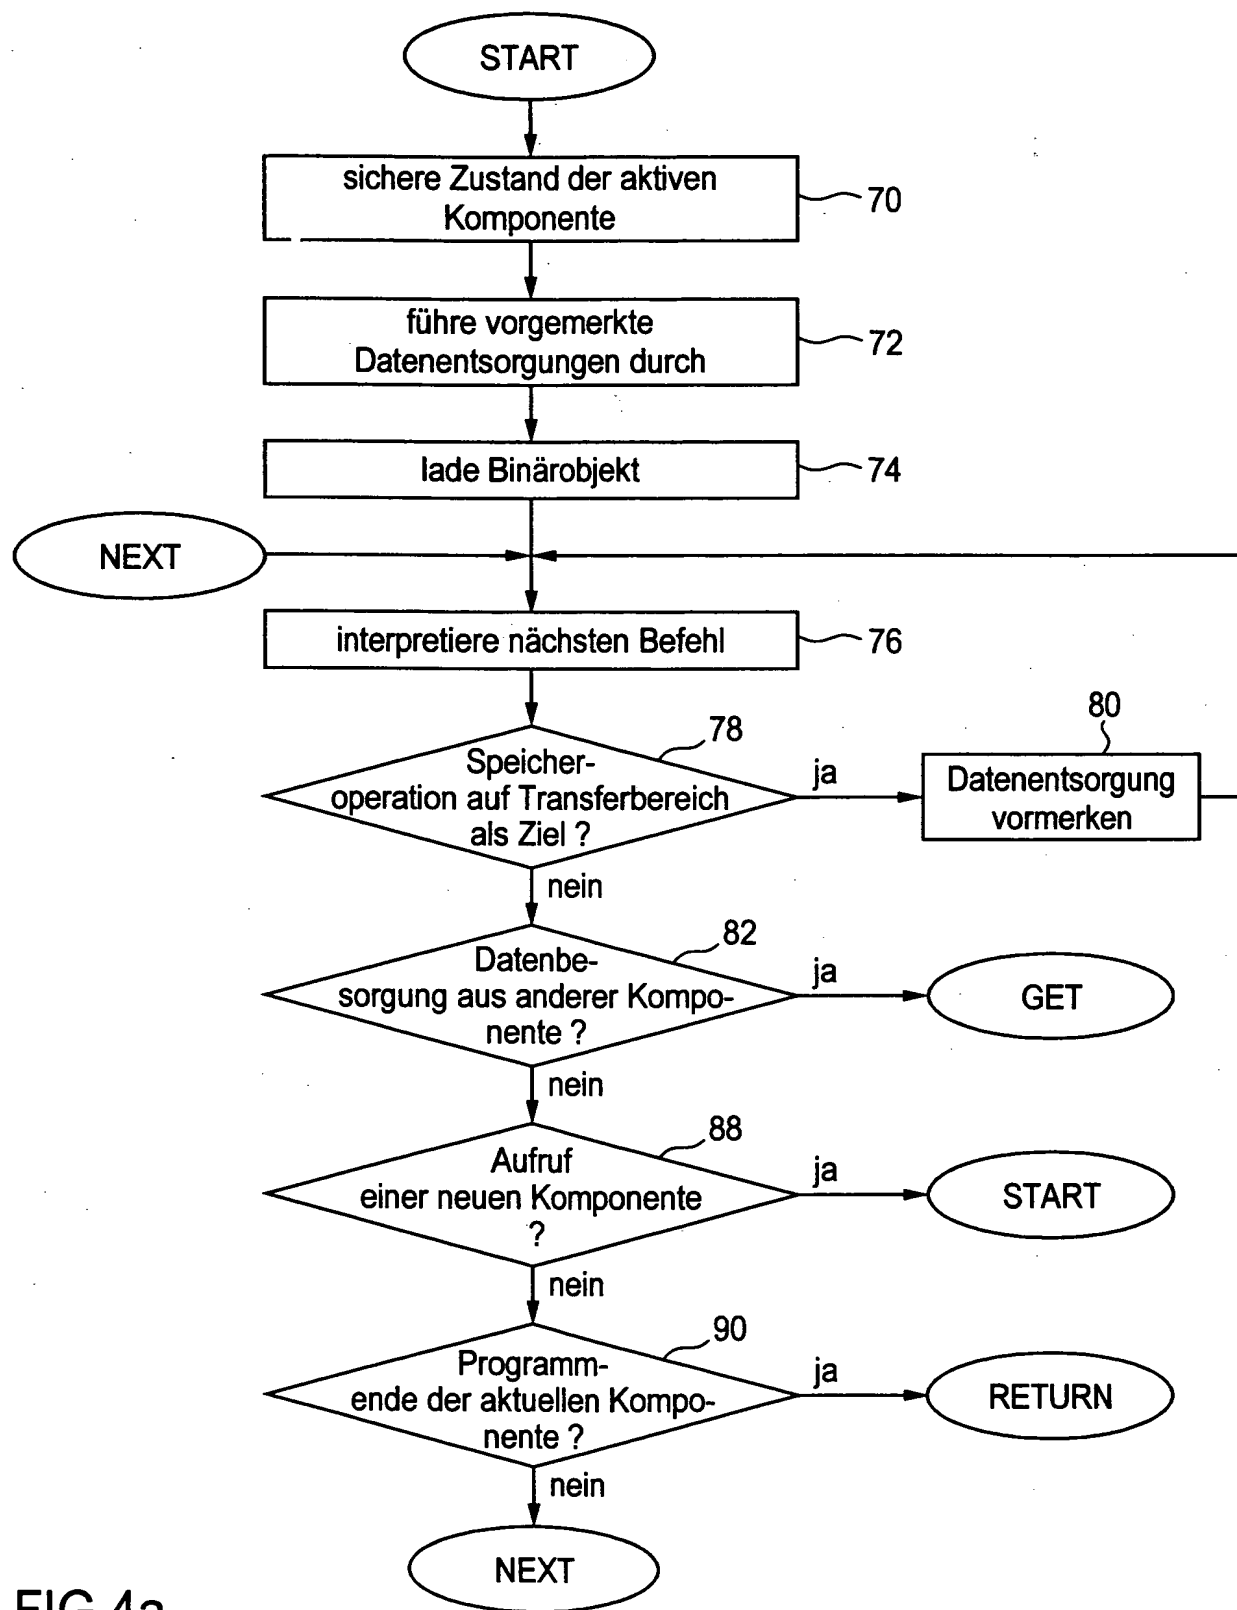 START
sichere Zustand der aktiven
Komponente
70
führe vorgemerkte
Datenentsorgungen durch
72
lade Binärobjekt
74
NEXT
interpretiere nächsten Befehl
76
78
Speicher-
operation auf Transferbereich
als Ziel ?
ja
80
Datenentsorgung
vormerken
nein
82
Datenbe-
sorgung aus anderer Kompo-
nente ?
ja
GET
nein
88
Aufruf
einer neuen Komponente
?
ja
START
nein
90
Programm-
ende der aktuellen Kompo-
nente ?
ja
RETURN
nein
NEXT
FIG 4a